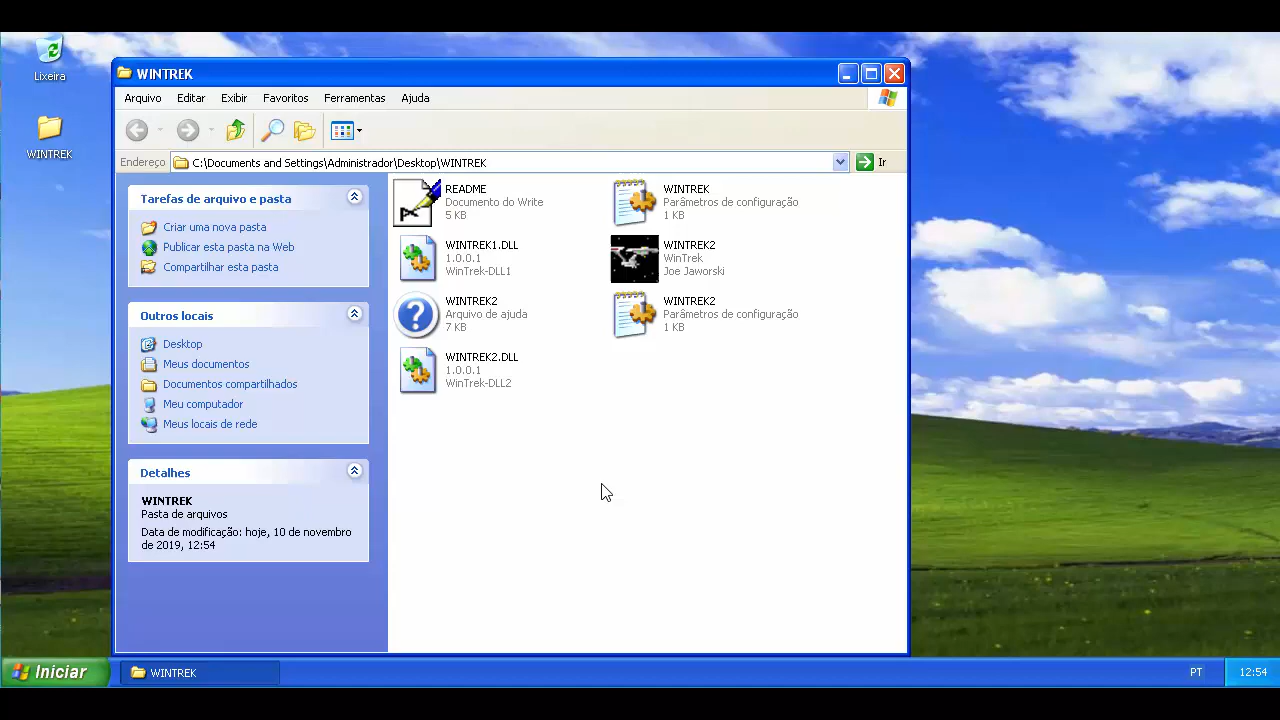 Lixeira
WINTREK
WINTREK
Arquivo Editar Exibir Favoritos Ferramentas Ajuda
Endereço C:\Documents and Settings\Administrador\Desktop\WINTREK Ir
Tarefas de arquivo e pasta
Criar uma nova pasta
Publicar esta pasta na Web
Compartilhar esta pasta
Outros locais
Desktop
Meus documentos
Documentos compartilhados
Meu computador
Meus locais de rede
Detalhes
WINTREK
Pasta de arquivos
Data de modificação: hoje, 10 de novembro
de 2019, 12:54
README
Documento do Write
5 KB
WINTREK
Parâmetros de configuração
1 KB
WINTREK1.DLL
1.0.0.1
WinTrek-DLL1
WINTREK2
WinTrek
Joe Jaworski
WINTREK2
Arquivo de ajuda
7 KB
WINTREK2
Parâmetros de configuração
1 KB
WINTREK2.DLL
1.0.0.1
WinTrek-DLL2
Iniciar
WINTREK
PT
12:54